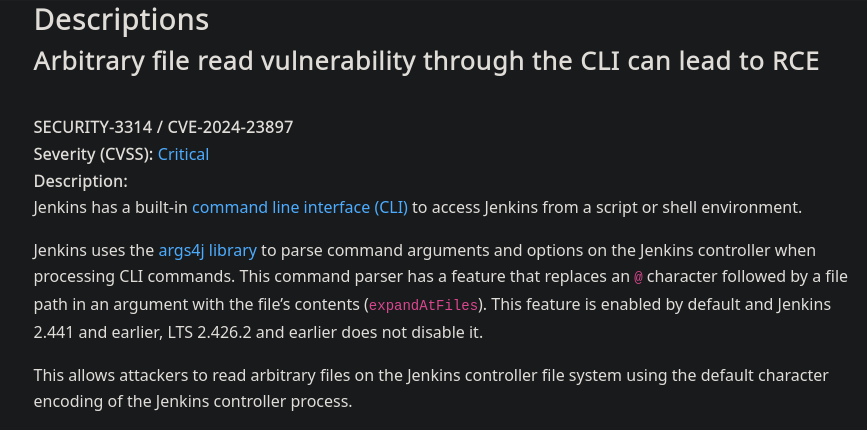 Descriptions
Arbitrary file read vulnerability through the CLI can lead to RCE
SECURITY-3314 / CVE-2024-23897
Severity (CVSS): Critical
Description:
Jenkins has a built-in command line interface (CLI) to access Jenkins from a script or shell environment.
Jenkins uses the args4j library to parse command arguments and options on the Jenkins controller when
processing CLI commands. This command parser has a feature that replaces an @ character followed by a file
path in an argument with the file’s contents (expandAtFiles). This feature is enabled by default and Jenkins
2.441 and earlier, LTS 2.426.2 and earlier does not disable it.
This allows attackers to read arbitrary files on the Jenkins controller file system using the default character
encoding of the Jenkins controller process.